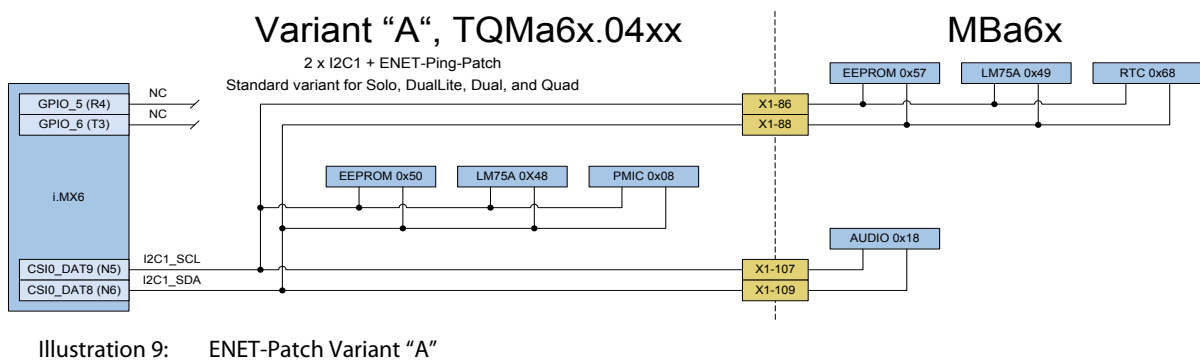 Variant “A“, TQMa6x.04xx
MBa6x
2 x I2C1 + ENET-Ping-Patch
Standard variant for Solo, DualLite, Dual, and Quad
EEPROM 0x57
LM75A 0x49
RTC 0x68
NC
GPIO_5 (R4)
X1-86
NC
GPIO_6 (T3)
X1-88
EEPROM 0x50
LM75A 0X48
PMIC 0x08
i.MX6
AUDIO 0x18
I2C1_SCL
CSI0_DAT9 (N5)
X1-107
I2C1_SDA
CSI0_DAT8 (N6)
X1-109
Illustration 9: ENET-Patch Variant “A”